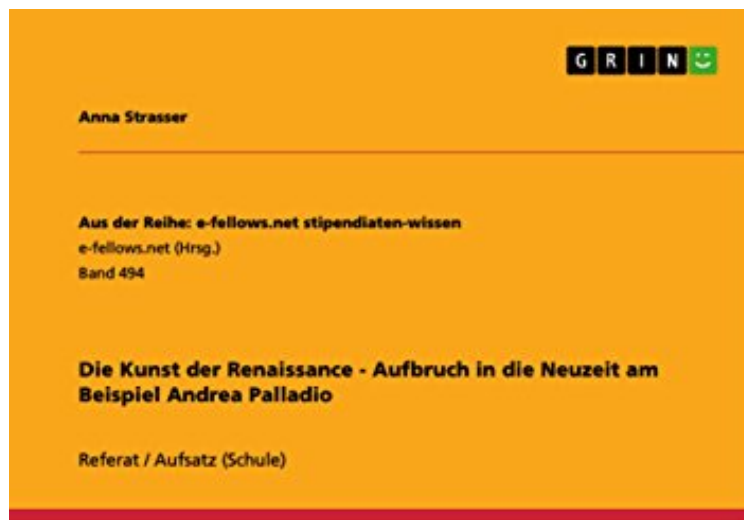 GRIN
Anna Strasser
Aus der Reihe: e-fellows.net stipendiaten-wissen
e-fellows.net (Hrsg.)
Band 494
Die Kunst der Renaissance - Aufbruch in die Neuzeit am
Beispiel Andrea Palladio
Referat / Aufsatz (Schule)